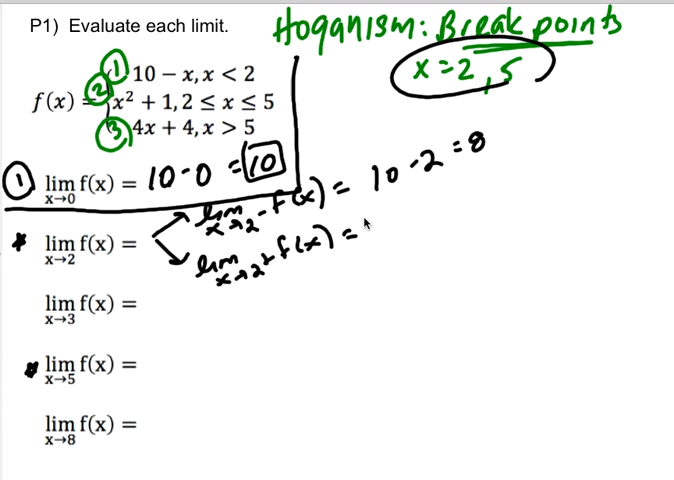 P1) Evaluate each limit.
Hoganism: Break points
x=2,5
① 10 − x, x < 2
f(x) = ② x² + 1, 2 ≤ x ≤ 5
③ 4x + 4, x > 5
① lim x→0 f(x) = 10-0 = 10
lim x→2⁻ f(x) = 10-2=8
* lim x→2 f(x) =
lim x→2⁺ f(x) =
lim x→3 f(x) =
* lim x→5 f(x) =
lim x→8 f(x) =